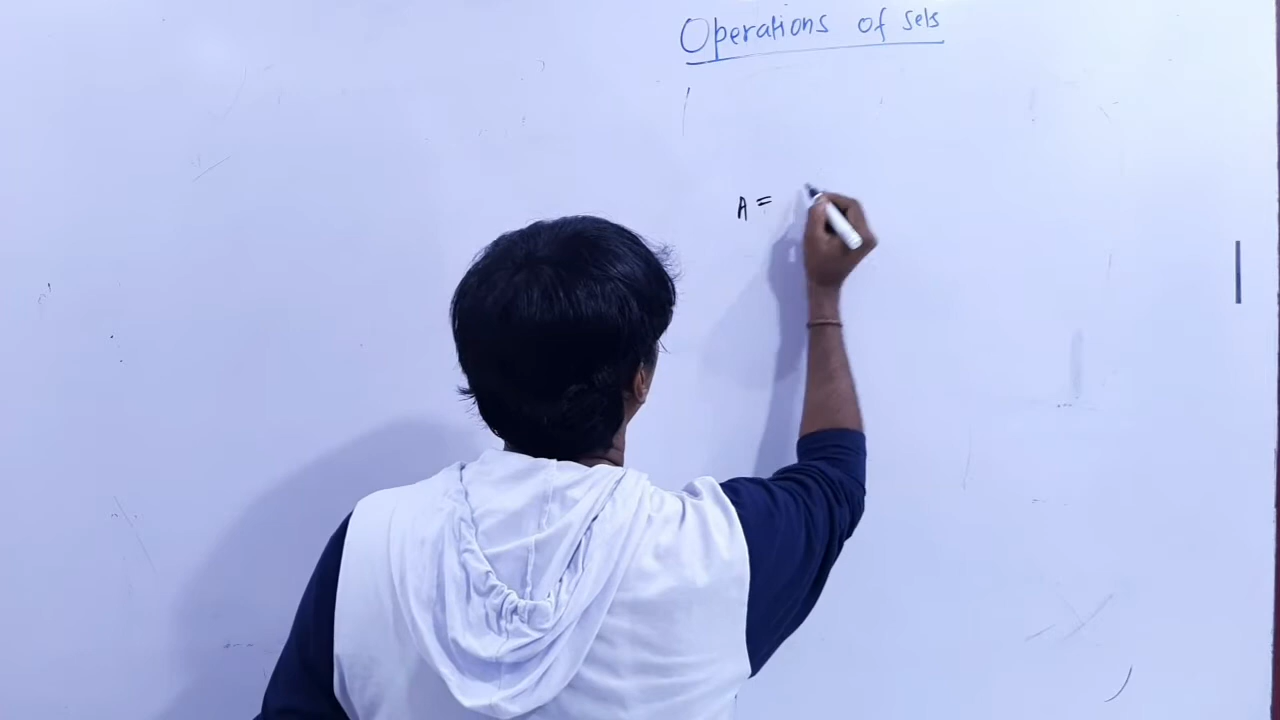 Operations of sets
A =